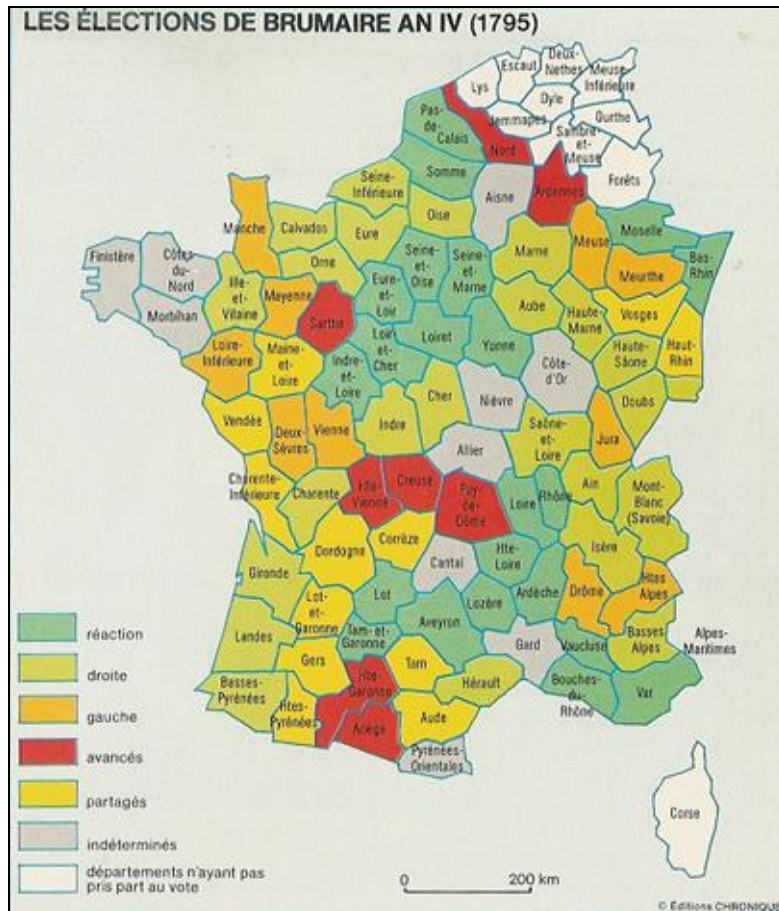 LES ÉLECTIONS DE BRUMAIRE AN IV (1795)
Escaut
Deux-
Nethes
Meuse-
Inférieure
Lys
Dyle
Ourthe
Jemmapes
Sambre-
et-
Meuse
Forêts
Pas-
de-
Calais
Nord
Somme
Aisne
Ardennes
Seine-
Inférieure
Oise
Manche
Calvados
Eure
Orne
Seine-
et-
Oise
Seine-
et-
Marne
Marne
Meuse
Moselle
Bas-
Rhin
Meurthe
Finistère
Côtes-
du-
Nord
Morbihan
Ille-
et-
Vilaine
Mayenne
Sarthe
Eure-
et-
Loir
Loiret
Yonne
Aube
Haute-
Marne
Vosges
Haut-
Rhin
Haute-
Saône
Loire-
Inférieure
Maine-
et-
Loire
Indre-
et-
Loire
Loir-
et-
Cher
Côte-
d'Or
Doubs
Cher
Nièvre
Vendée
Deux-
Sèvres
Vienne
Indre
Allier
Saône-
et-
Loire
Jura
Charente-
Inférieure
Charente
Hte-
Vienne
Creuse
Puy-
de-
Dôme
Loire
Rhône
Ain
Mont-
Blanc
(Savoie)
Isère
Dordogne
Corrèze
Cantal
Hte-
Loire
Gironde
Lot-
et-
Garonne
Lot
Aveyron
Lozère
Ardèche
Drôme
Htes
Alpes
Landes
Tarn-et-
Garonne
Gers
Tarn
Gard
Vaucluse
Basses
Alpes
Alpes-
Maritimes
Basses-
Pyrénées
Htes-
Pyrénées
Hte-
Garonne
Ariège
Aude
Hérault
Bouches-
du-
Rhône
Var
Pyrénées-
Orientales
Corse
réaction
droite
gauche
avancés
partagés
indéterminés
départements n'ayant pas
pris part au vote
0 200 km
© Éditions CHRONIQUE